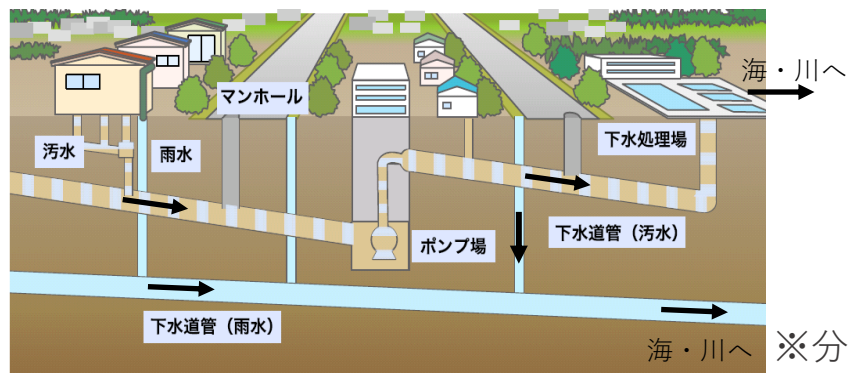 海・川へ
マンホール
下水処理場
汚水
雨水
下水道管（汚水）
ポンプ場
下水道管（雨水）
海・川へ
※分